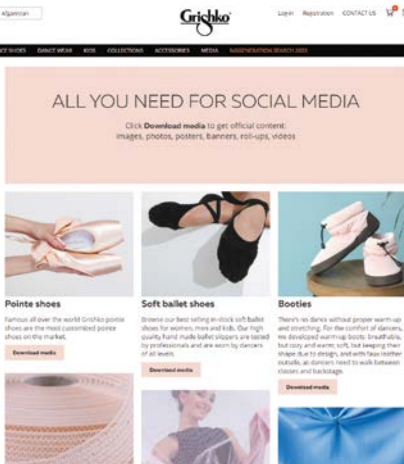 Afganistan
Grishko
Log in Registration CONTACT US
DANCE SHOES DANCE WEAR KIDS COLLECTIONS ACCESSORIES MEDIA
ALL YOU NEED FOR SOCIAL MEDIA
Click Download media to get official content:
images, photos, posters, banners, roll-ups, videos
Pointe shoes
Famous all over the world Grishko pointe
shoes are the most customized pointe
shoes on the market.
Download media
Soft ballet shoes
Browse our best selling in-stock soft ballet
shoes for women, men and kids. Our high
quality hand made ballet slippers are tested
by professionals and are worn by dancers
of all levels.
Download media
Booties
There's no dance without proper warm-up
and stretching. For the comfort of dancers,
we developed warm-up boots: breathable,
but cozy and warm; soft, but keeping their
shape due to design, and with faux leather
outsole, as dancers need to walk between
classes and backstage.
Download media